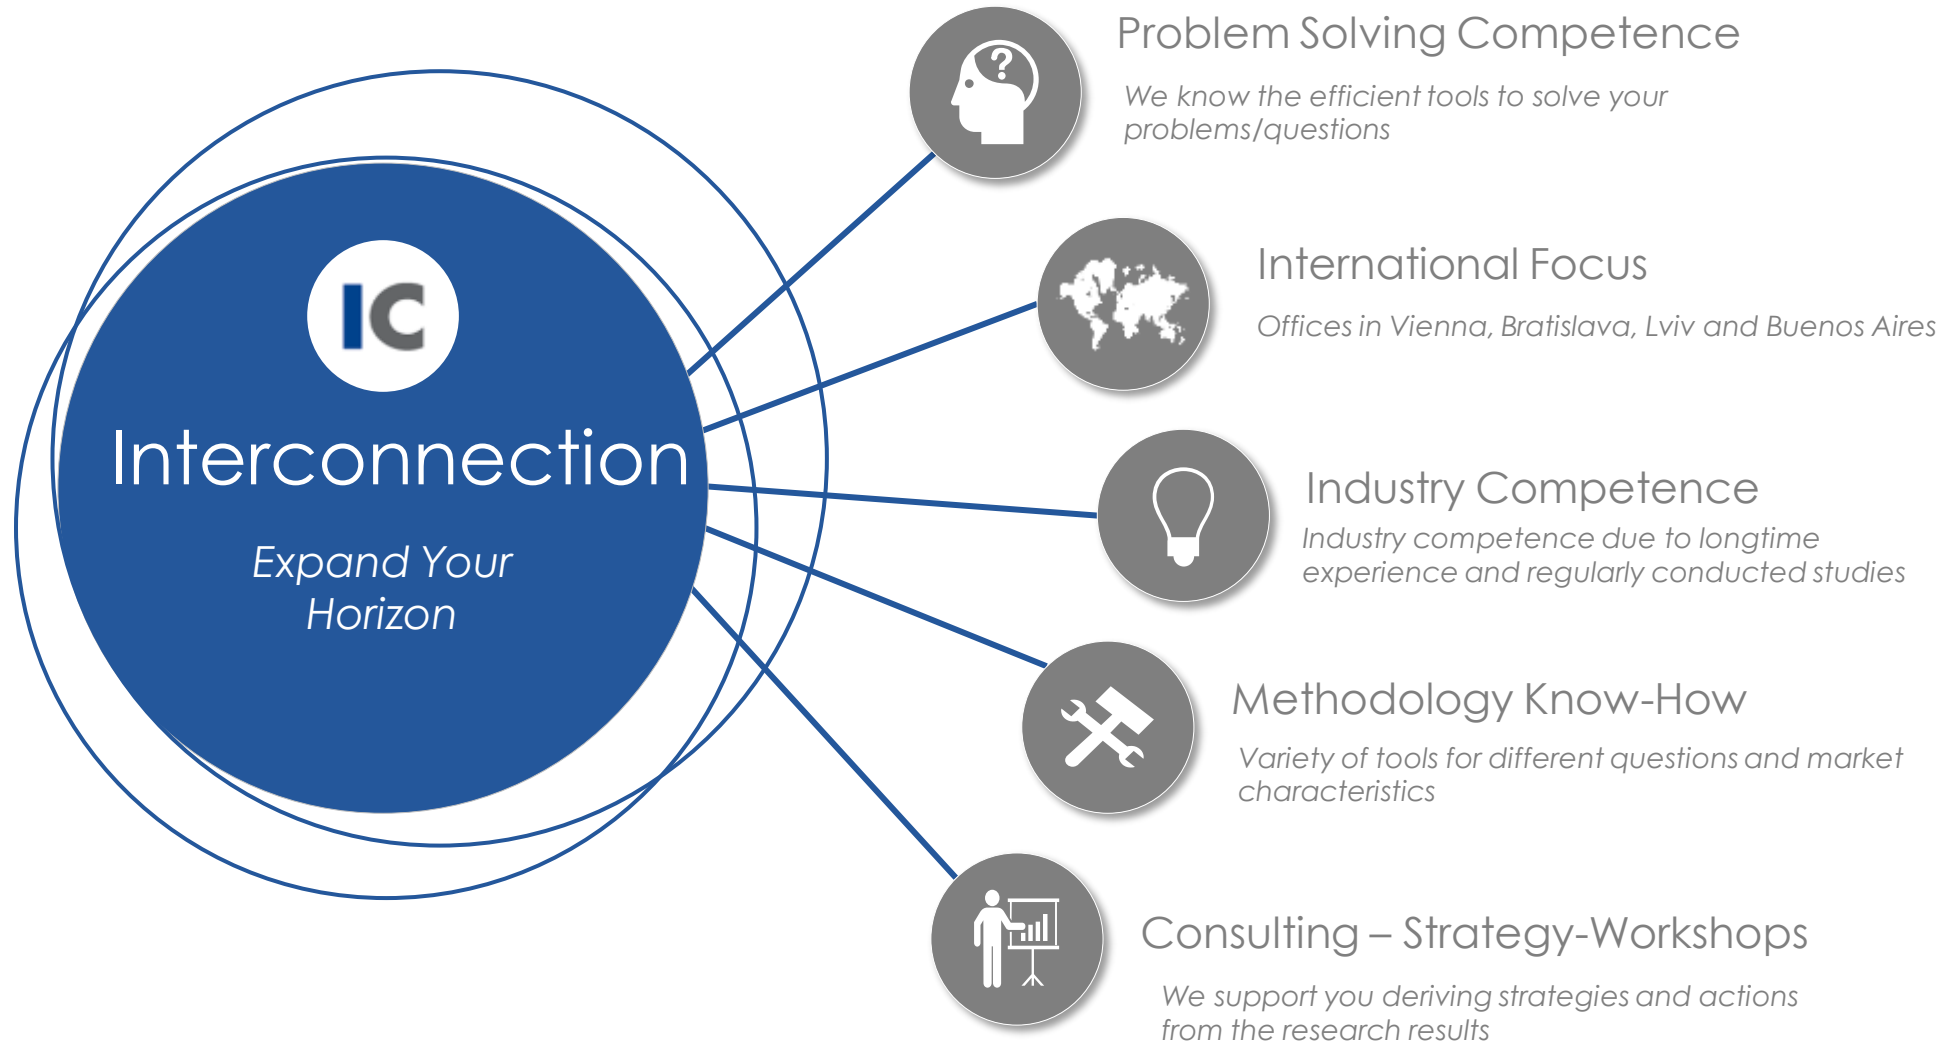 IC
Interconnection
Expand Your
Horizon
?
Problem Solving Competence
We know the efficient tools to solve your
problems/questions
International Focus
Offices in Vienna, Bratislava, Lviv and Buenos Aires
Industry Competence
Industry competence due to longtime
experience and regularly conducted studies
Methodology Know-How
Variety of tools for different questions and market
characteristics
Consulting – Strategy-Workshops
We support you deriving strategies and actions
from the research results